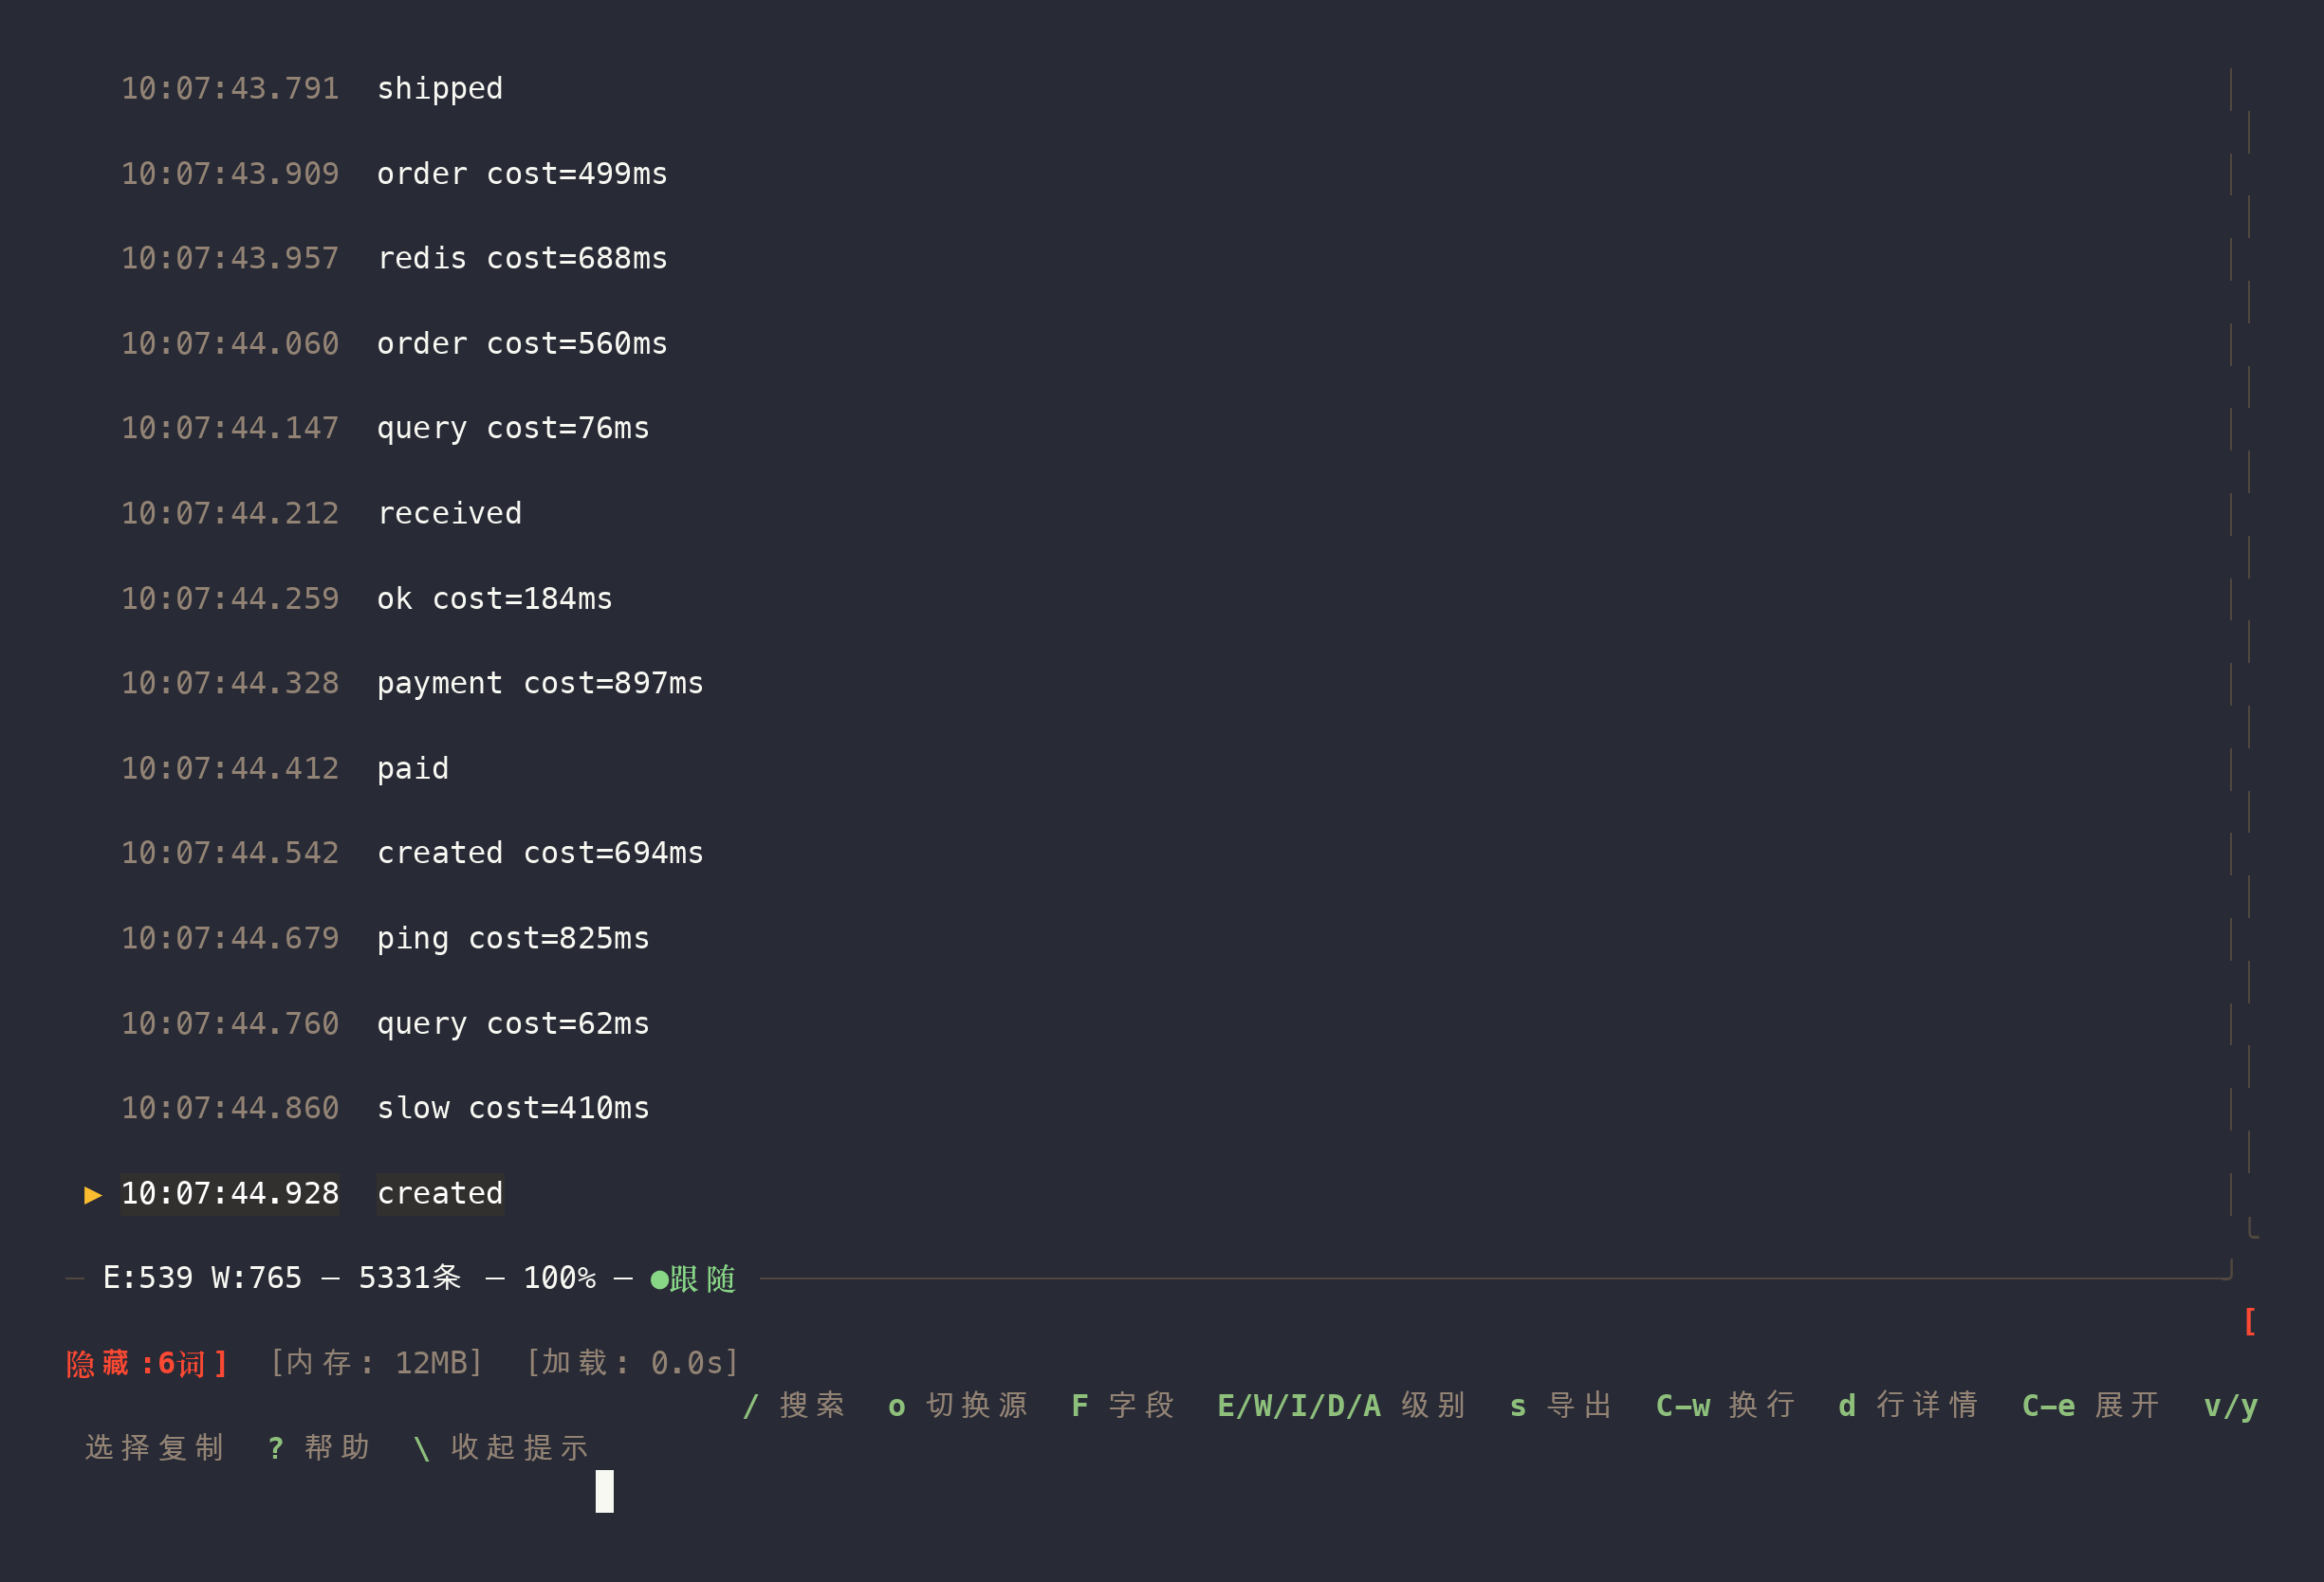 10:07:43.791  shipped
10:07:43.909  order cost=499ms
10:07:43.957  redis cost=688ms
10:07:44.060  order cost=560ms
10:07:44.147  query cost=76ms
10:07:44.212  received
10:07:44.259  ok cost=184ms
10:07:44.328  payment cost=897ms
10:07:44.412  paid
10:07:44.542  created cost=694ms
10:07:44.679  ping cost=825ms
10:07:44.760  query cost=62ms
10:07:44.860  slow cost=410ms
▶ 10:07:44.928  created
─ E:539 W:765 ─ 5331条 ─ 100% ─ ●跟随
[
隐藏:6词]  [内存: 12MB]  [加载: 0.0s]
/ 搜索  o 切换源  F 字段  E/W/I/D/A 级别  s 导出  C-w 换行  d 行详情  C-e 展开  v/y
选择复制  ? 帮助  \ 收起提示